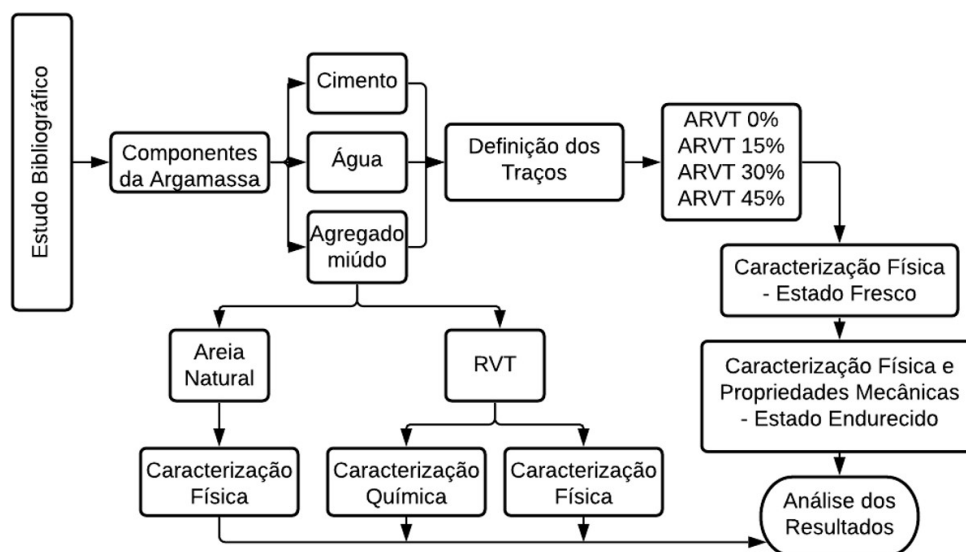 Estudo Bibliográfico
Componentes
da Argamassa
Cimento
Água
Agregado
miúdo
Definição dos
Traços
ARVT 0%
ARVT 15%
ARVT 30%
ARVT 45%
Caracterização Física
- Estado Fresco
Caracterização Física e
Propriedades Mecânicas
- Estado Endurecido
Areia
Natural
RVT
Caracterização
Física
Caracterização
Química
Caracterização
Física
Análise dos
Resultados